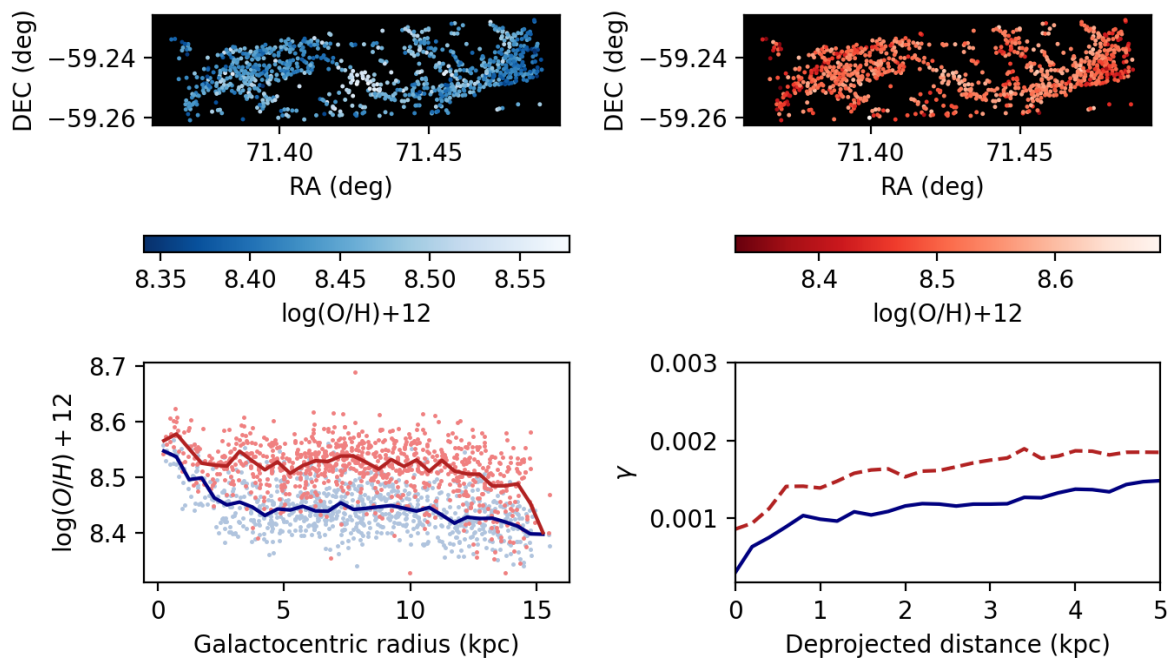 DEC (deg)
−59.24
−59.26
71.40 71.45
RA (deg)
DEC (deg)
−59.24
−59.26
71.40 71.45
RA (deg)
8.35 8.40 8.45 8.50 8.55
log(O/H)+12
8.4 8.5 8.6
log(O/H)+12
log(O/H) + 12
8.7
8.6
8.5
8.4
0 5 10 15
Galactocentric radius (kpc)
γ
0.003
0.002
0.001
0 1 2 3 4 5
Deprojected distance (kpc)